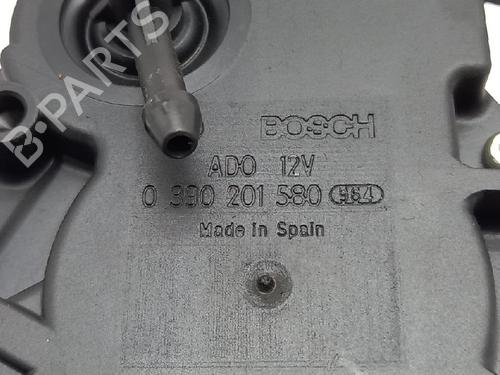 BOSCH
ADO 12V
0 390 201 580
Made in Spain
B-PARTS